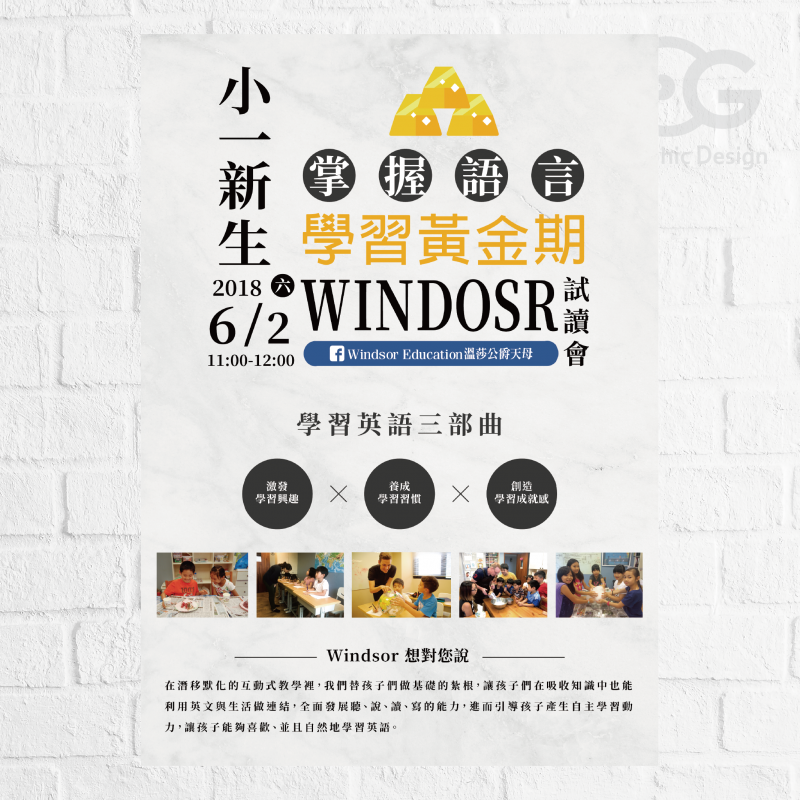 小一新生
掌握語言
學習黃金期
2018 六
6/2
11:00-12:00
WINDOSR
試讀會
Windsor Education溫莎公爵天母
學習英語三部曲
激發
學習興趣
養成
學習習慣
創造
學習成就感
Windsor 想對您說
在潛移默化的互動式教學裡，我們替孩子們做基礎的紮根，讓孩子們在吸收知識中也能
利用英文與生活做連結，全面發展聽、說、讀、寫的能力，進而引導孩子產生自主學習動
力，讓孩子能夠喜歡、並且自然地學習英語。